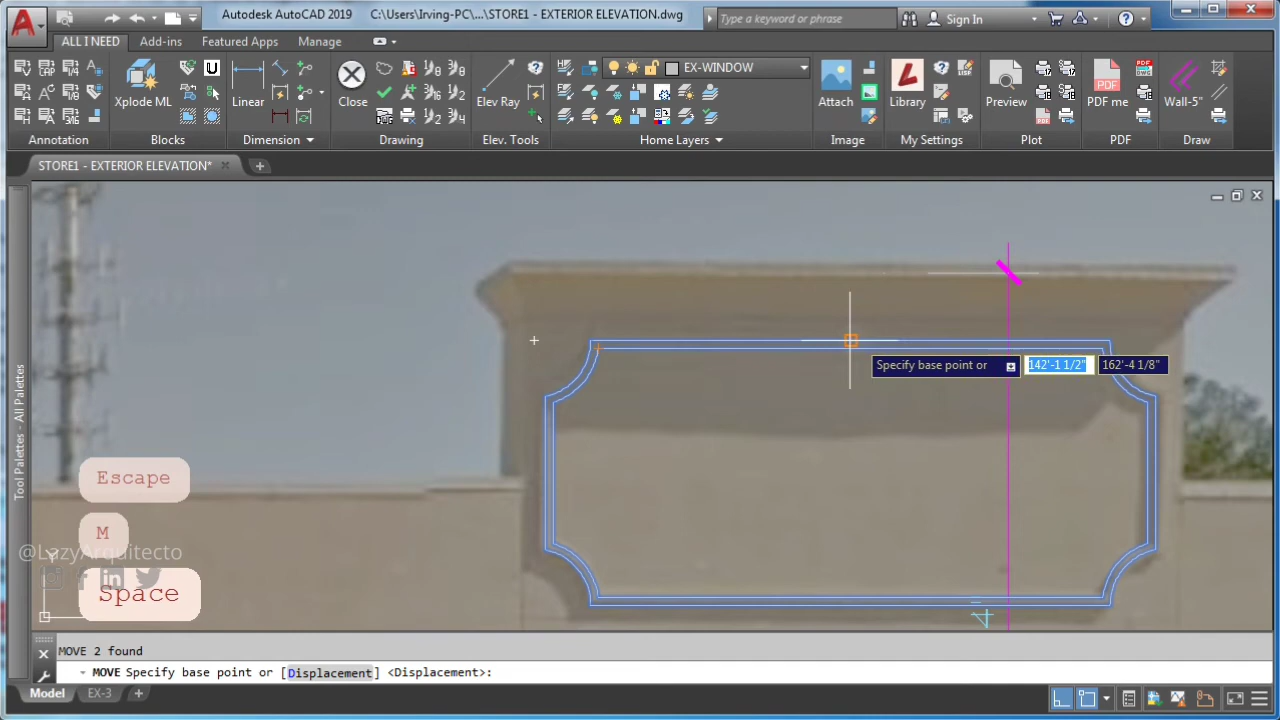 Autodesk AutoCAD 2019
C:\Users\Irving-PC\...\STORE1 - EXTERIOR ELEVATION.dwg
Type a keyword or phrase
Sign In
ALL I NEED
Add-ins
Featured Apps
Manage
Xplode ML
Linear
Close
Elev Ray
EX-WINDOW
Attach
Library
Preview
PDF me
Wall-5"
Annotation
Blocks
Dimension
Drawing
Elev. Tools
Home Layers
Image
My Settings
Plot
PDF
Draw
STORE1 - EXTERIOR ELEVATION*
Tool Palettes - All Palettes
Specify base point or
142'-1 1/2"
162'-4 1/8"
Escape
M
@LazyArquitecto
Space
MOVE 2 found
MOVE Specify base point or [Displacement] <Displacement>:
Model
EX-3